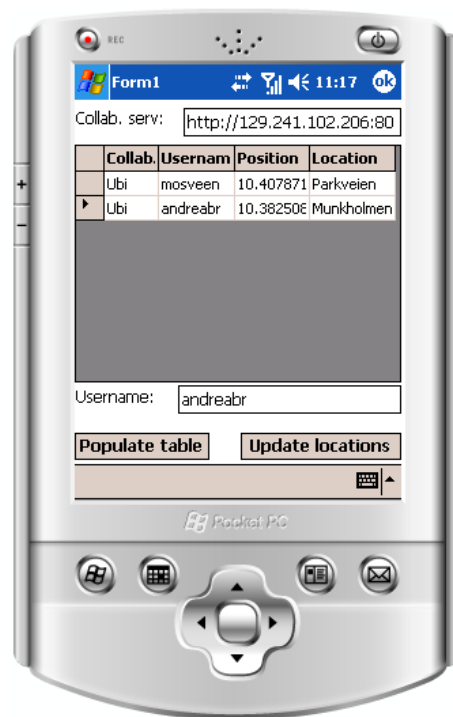 REC
Form1 11:17 ok
Collab. serv: http://129.241.102.206:80
Collab. Usernam Position Location
Ubi mosveen 10.407871 Parkveien
Ubi andreabr 10.382508 Munkholmen
Username: andreabr
Populate table Update locations
Pocket PC